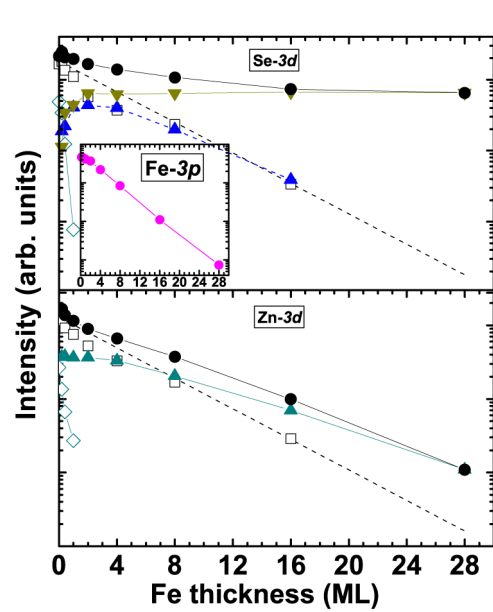 Se-3d
Fe-3p
0 4 8 12 16 20 24 28
Zn-3d
Intensity (arb. units)
0 4 8 12 16 20 24 28
Fe thickness (ML)